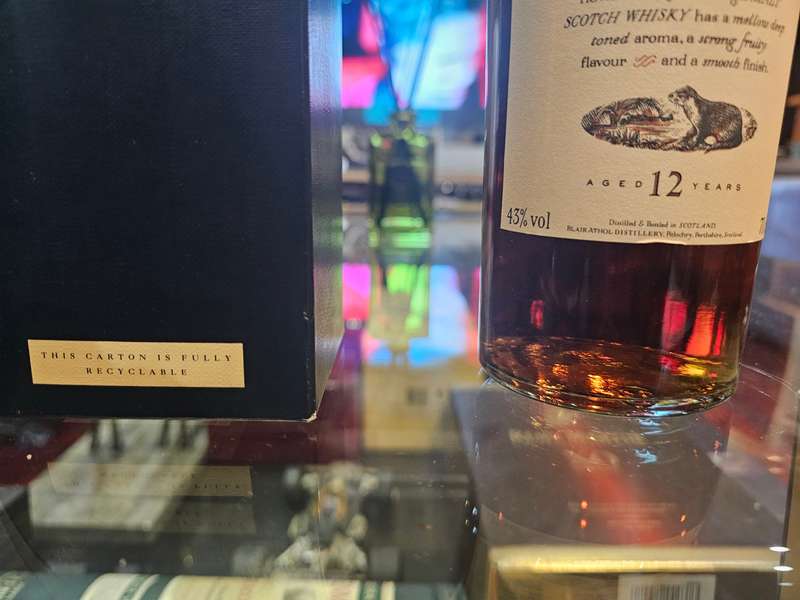 SCOTCH WHISKY has a mellow deep
toned aroma, a strong fruity
flavour and a smooth finish.
AGED 12 YEARS
43% vol
Distilled & Bottled in SCOTLAND.
BLAIR ATHOL DISTILLERY, Pitlochry, Perthshire, Scotland
THIS CARTON IS FULLY
RECYCLABLE